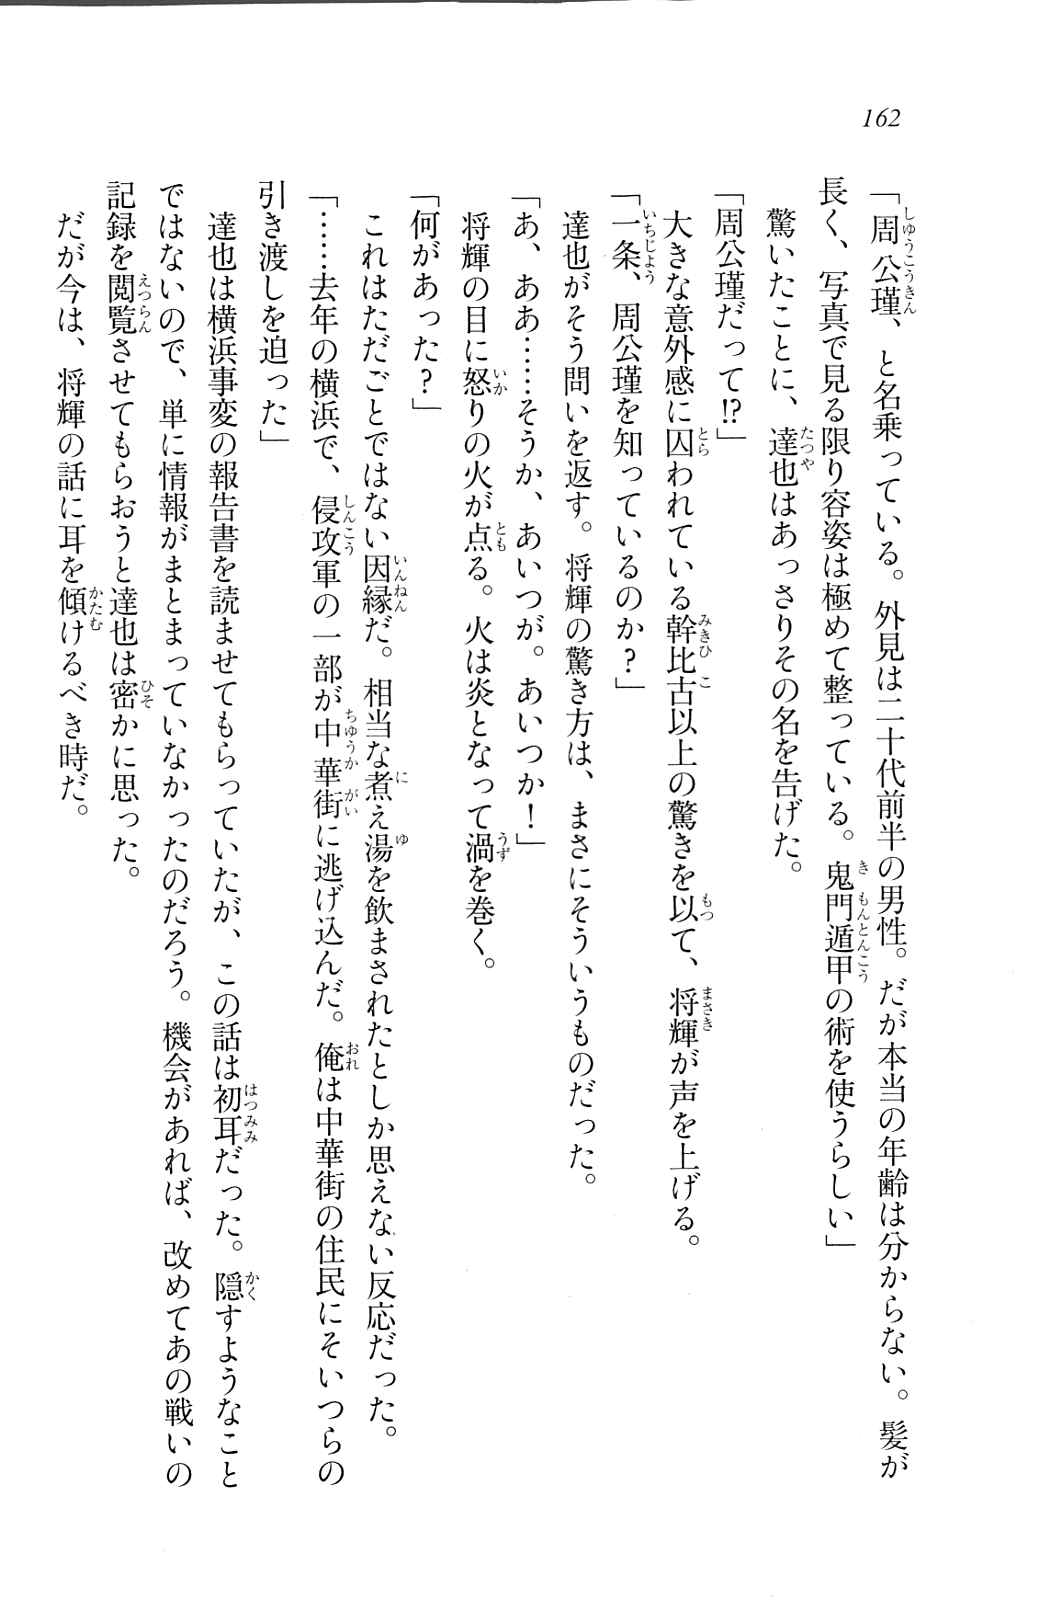 162
「周公瑾、と名乗っている。外見は二十代前半の男性。だが本当の年齢は分からない。髪が
長く、写真で見る限り容姿は極めて整っている。鬼門遁甲の術を使うらしい」
驚いたことに、達也はあっさりその名を告げた。
「周公瑾だって!?」
大きな意外感に囚われている幹比古以上の驚きを以て、将輝が声を上げる。
「一条、周公瑾を知っているのか?」
達也がそう問いを返す。将輝の驚き方は、まさにそういうものだった。
「あ、ああ……そうか、あいつが。あいつか!」
将輝の目に怒りの火が点る。火は炎となって渦を巻く。
「何があった?」
これはただごとではない因縁だ。相当な煮え湯を飲まされたとしか思えない反応だった。
「……去年の横浜で、侵攻軍の一部が中華街に逃げ込んだ。俺は中華街の住民にそいつらの
引き渡しを迫った」
達也は横浜事変の報告書を読ませてもらっていたが、この話は初耳だった。隠すようなこと
ではないので、単に情報がまとまっていなかったのだろう。機会があれば、改めてあの戦いの
記録を閲覧させてもらおうと達也は密かに思った。
だが今は、将輝の話に耳を傾けるべき時だ。